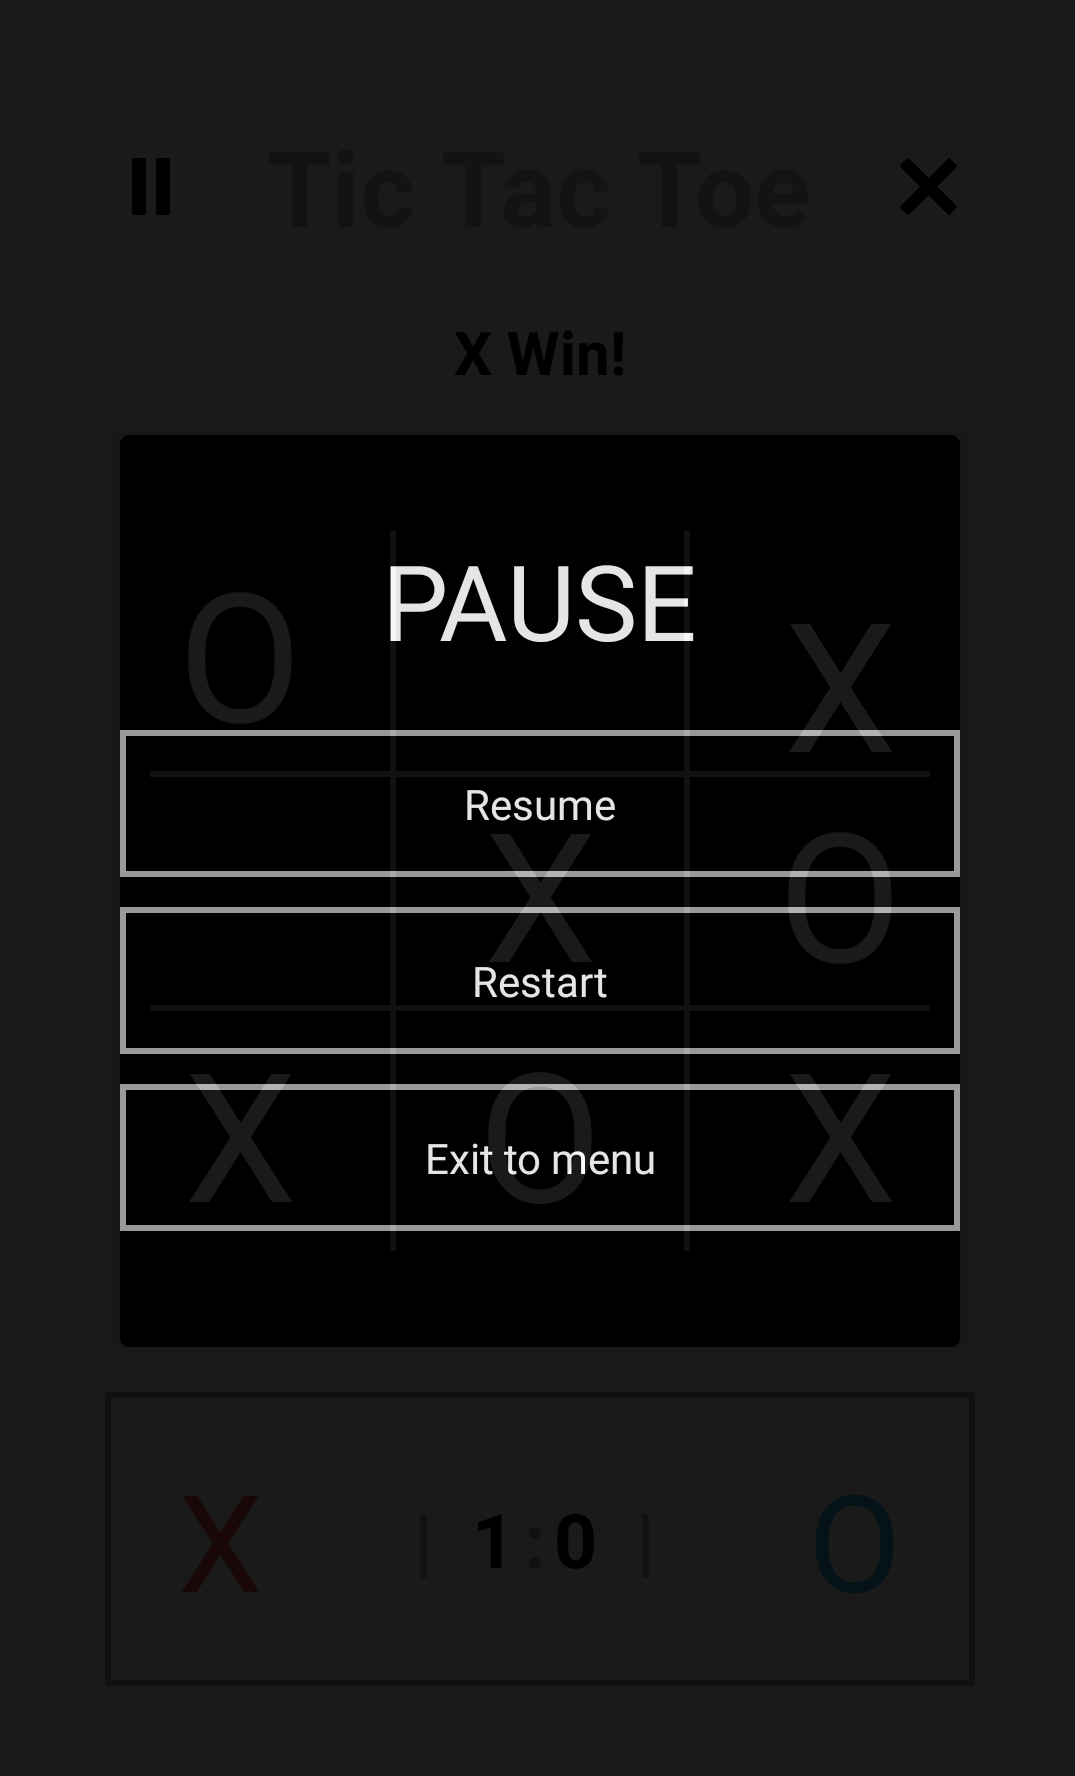 Tic Tac Toe
X Win!
PAUSE
O X
Resume
X O
Restart
X O X
Exit to menu
X | 1 : 0 | O